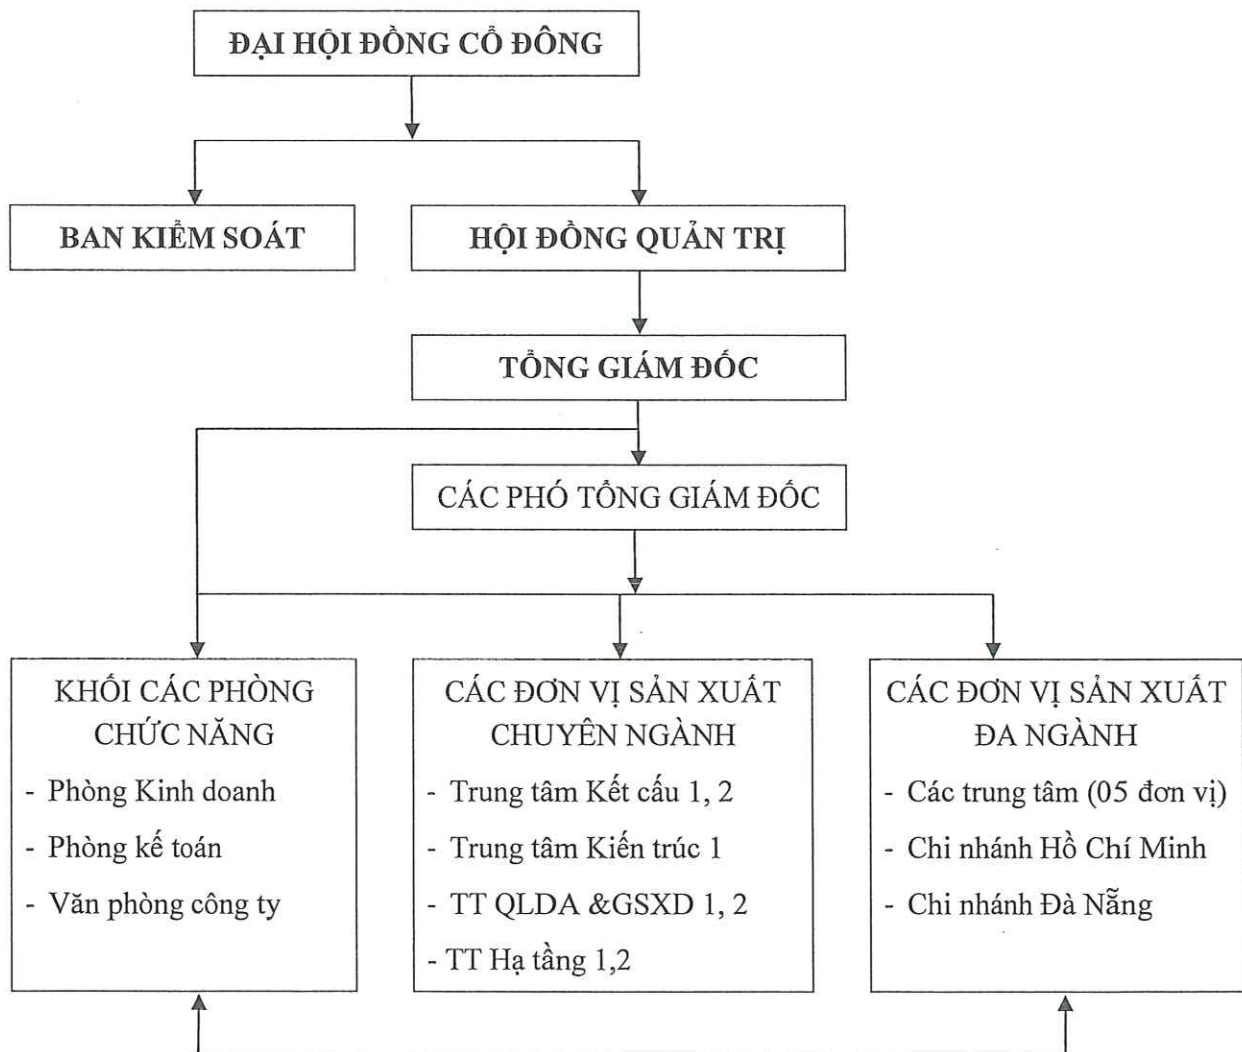 ĐẠI HỘI ĐỒNG CỔ ĐÔNG
BAN KIỂM SOÁT
HỘI ĐỒNG QUẢN TRỊ
TỔNG GIÁM ĐỐC
CÁC PHÓ TỔNG GIÁM ĐỐC
KHỐI CÁC PHÒNG
CHỨC NĂNG
- Phòng Kinh doanh
- Phòng kế toán
- Văn phòng công ty
CÁC ĐƠN VỊ SẢN XUẤT
CHUYÊN NGÀNH
- Trung tâm Kết cấu 1, 2
- Trung tâm Kiến trúc 1
- TT QLDA &GSXD 1, 2
- TT Hạ tầng 1,2
CÁC ĐƠN VỊ SẢN XUẤT
ĐA NGÀNH
- Các trung tâm (05 đơn vị)
- Chi nhánh Hồ Chí Minh
- Chi nhánh Đà Nẵng